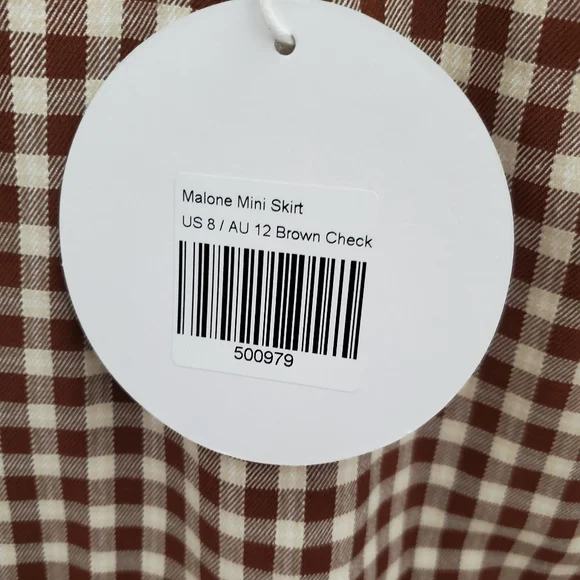 Malone Mini Skirt
US 8 / AU 12 Brown Check
500979